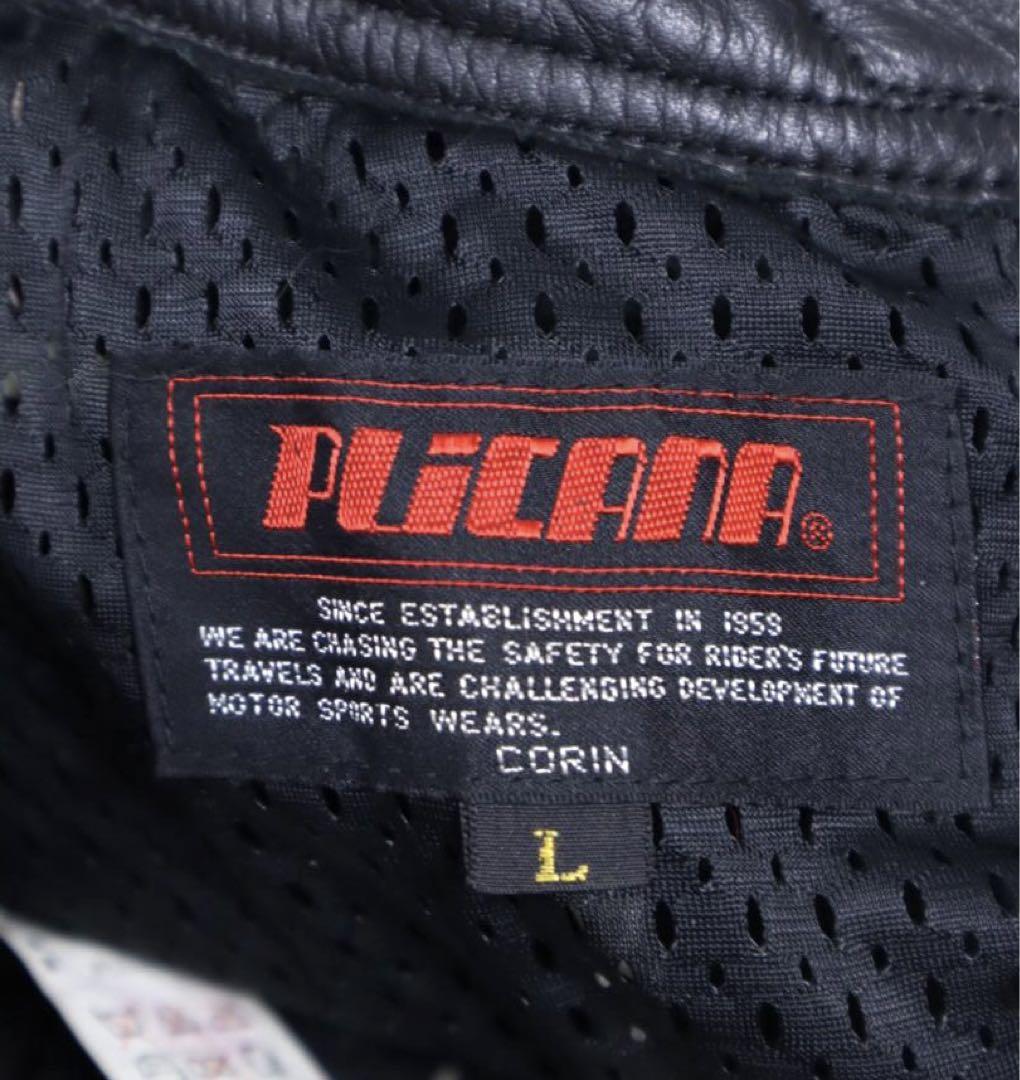 PLiCANA®
SINCE ESTABLISHMENT IN 1959
WE ARE CHASING THE SAFETY FOR RIDER'S FUTURE
TRAVELS AND ARE CHALLENGING DEVELOPMENT OF
MOTOR SPORTS WEARS.
CORIN
L